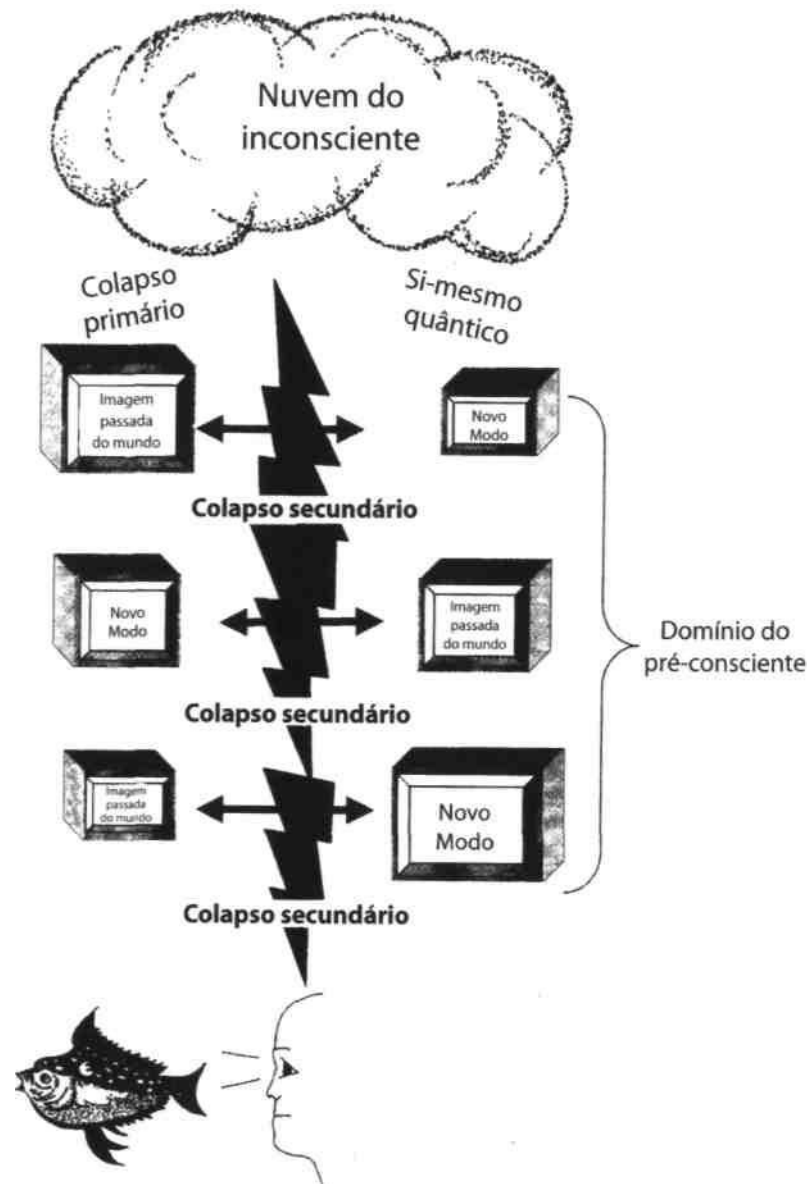 Nuvem do
inconsciente
Colapso
primário
Si-mesmo
quântico
Imagem
passada
do mundo
Novo
Modo
Colapso secundário
Novo
Modo
Imagem
passada
do mundo
Domínio do
pré-consciente
Colapso secundário
Imagem
passada
do mundo
Novo
Modo
Colapso secundário